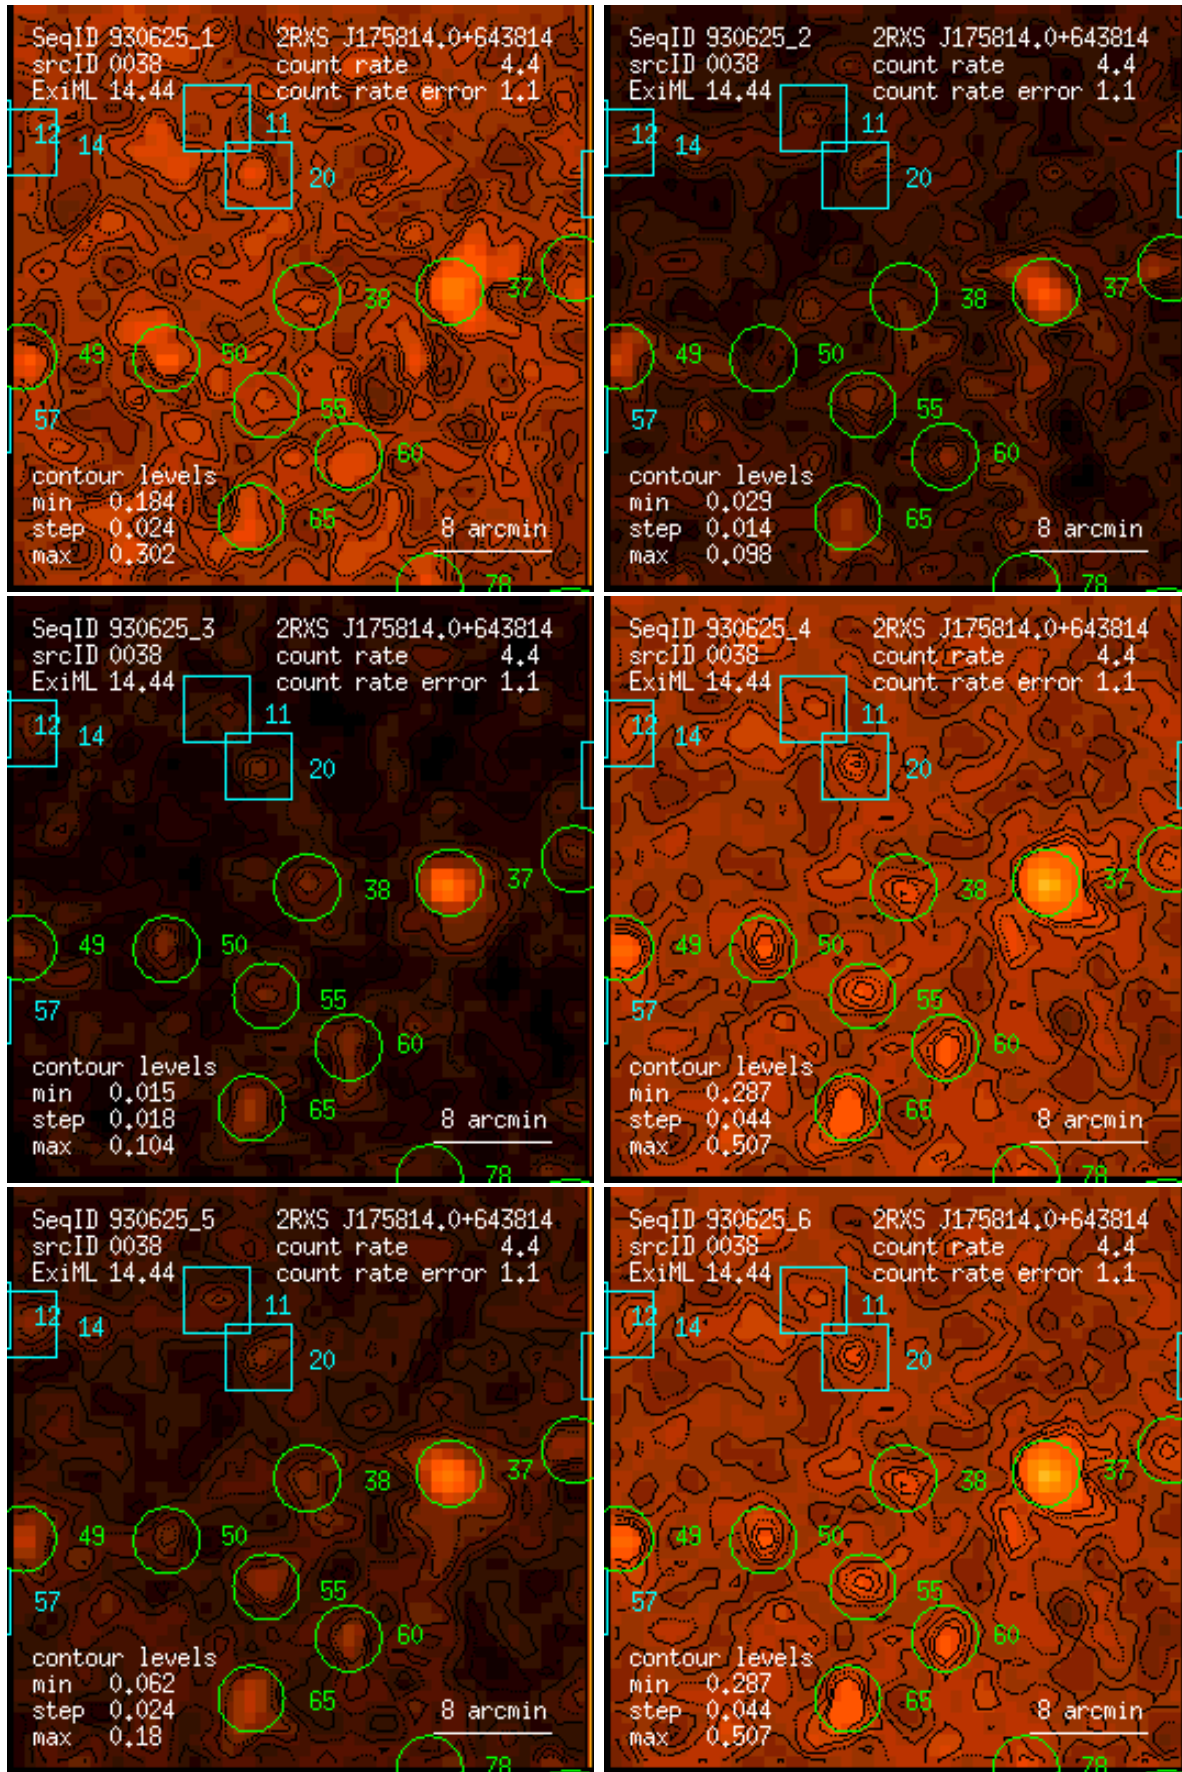 SeqID 930625_1 2RXS J175814.0+643814
srcID 0038 count rate 4.4
ExiML 14.44 count rate error 1.1
12 14 11
20
38 37
49 50
57 55
60
contour levels
min 0.184
step 0.024 65 8 arcmin
max 0.302
78
SeqID 930625_2 2RXS J175814.0+643814
srcID 0038 count rate 4.4
ExiML 14.44 count rate error 1.1
12 14 11
20
38 37
49 50
57 55
60
contour levels
min 0.029
step 0.014 65 8 arcmin
max 0.098
78
SeqID 930625_3 2RXS J175814.0+643814
srcID 0038 count rate 4.4
ExiML 14.44 count rate error 1.1
12 14 11
20
38 37
49 50
57 55
60
contour levels
min 0.015
step 0.018 65 8 arcmin
max 0.104
78
SeqID 930625_4 2RXS J175814.0+643814
srcID 0038 count rate 4.4
ExiML 14.44 count rate error 1.1
12 14 11
20
38 37
49 50
57 55
60
contour levels
min 0.287
step 0.044 65 8 arcmin
max 0.507
78
SeqID 930625_5 2RXS J175814.0+643814
srcID 0038 count rate 4.4
ExiML 14.44 count rate error 1.1
12 14 11
20
38 37
49 50
57 55
60
contour levels
min 0.062
step 0.024 65 8 arcmin
max 0.18
78
SeqID 930625_6 2RXS J175814.0+643814
srcID 0038 count rate 4.4
ExiML 14.44 count rate error 1.1
12 14 11
20
38 37
49 50
57 55
60
contour levels
min 0.287
step 0.044 65 8 arcmin
max 0.507
78